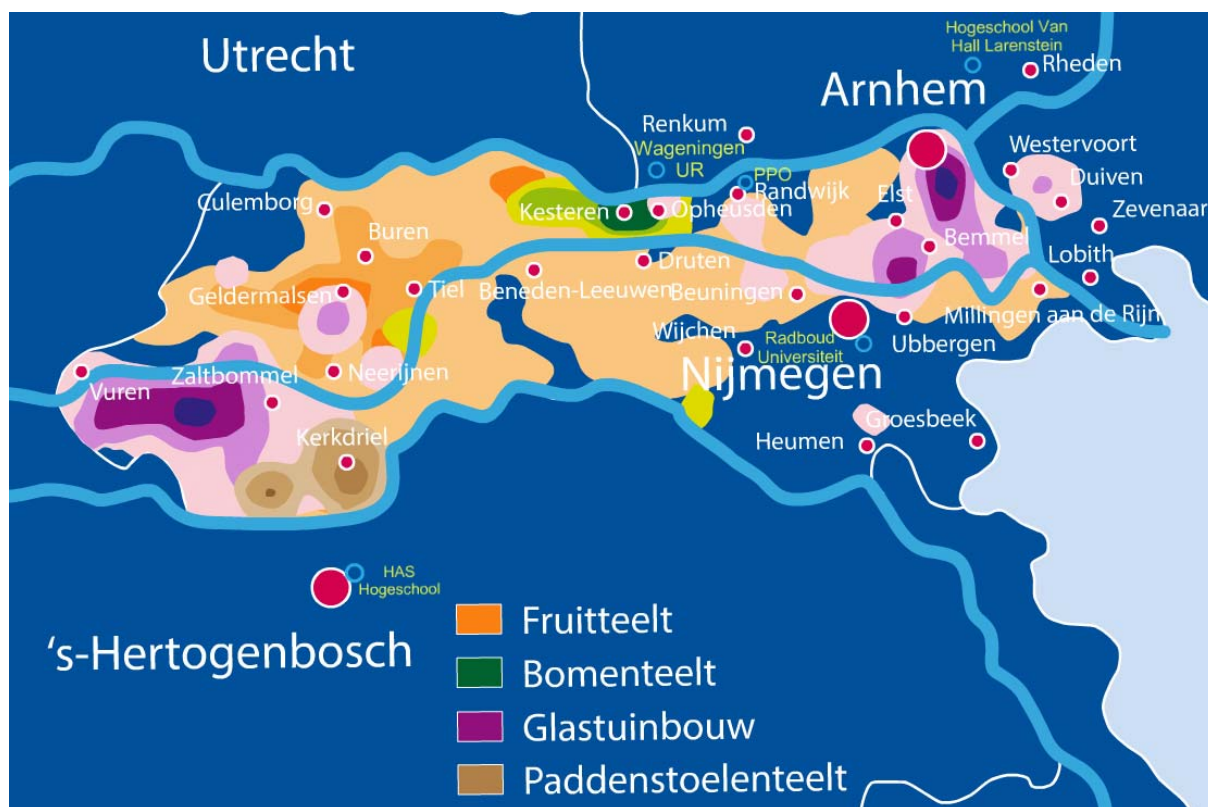 Utrecht
Hogeschool Van
Hall Larenstein
Rheden
Arnhem
Renkum
Wageningen
UR
PPO
Randwijk
Westervoort
Duiven
Culemborg
Kesteren
Opheusden
Elst
Zevenaar
Buren
Bemmel
Lobith
Druten
Geldermalsen
Tiel
Beneden-Leeuwen
Beuningen
Millingen aan de Rijn
Wijchen
Radboud
Universiteit
Ubbergen
Nijmegen
Vuren
Zaltbommel
Neerijnen
Groesbeek
Heumen
Kerkdriel
HAS
Hogeschool
's-Hertogenbosch
Fruitteelt
Bomenteelt
Glastuinbouw
Paddenstoelenteelt